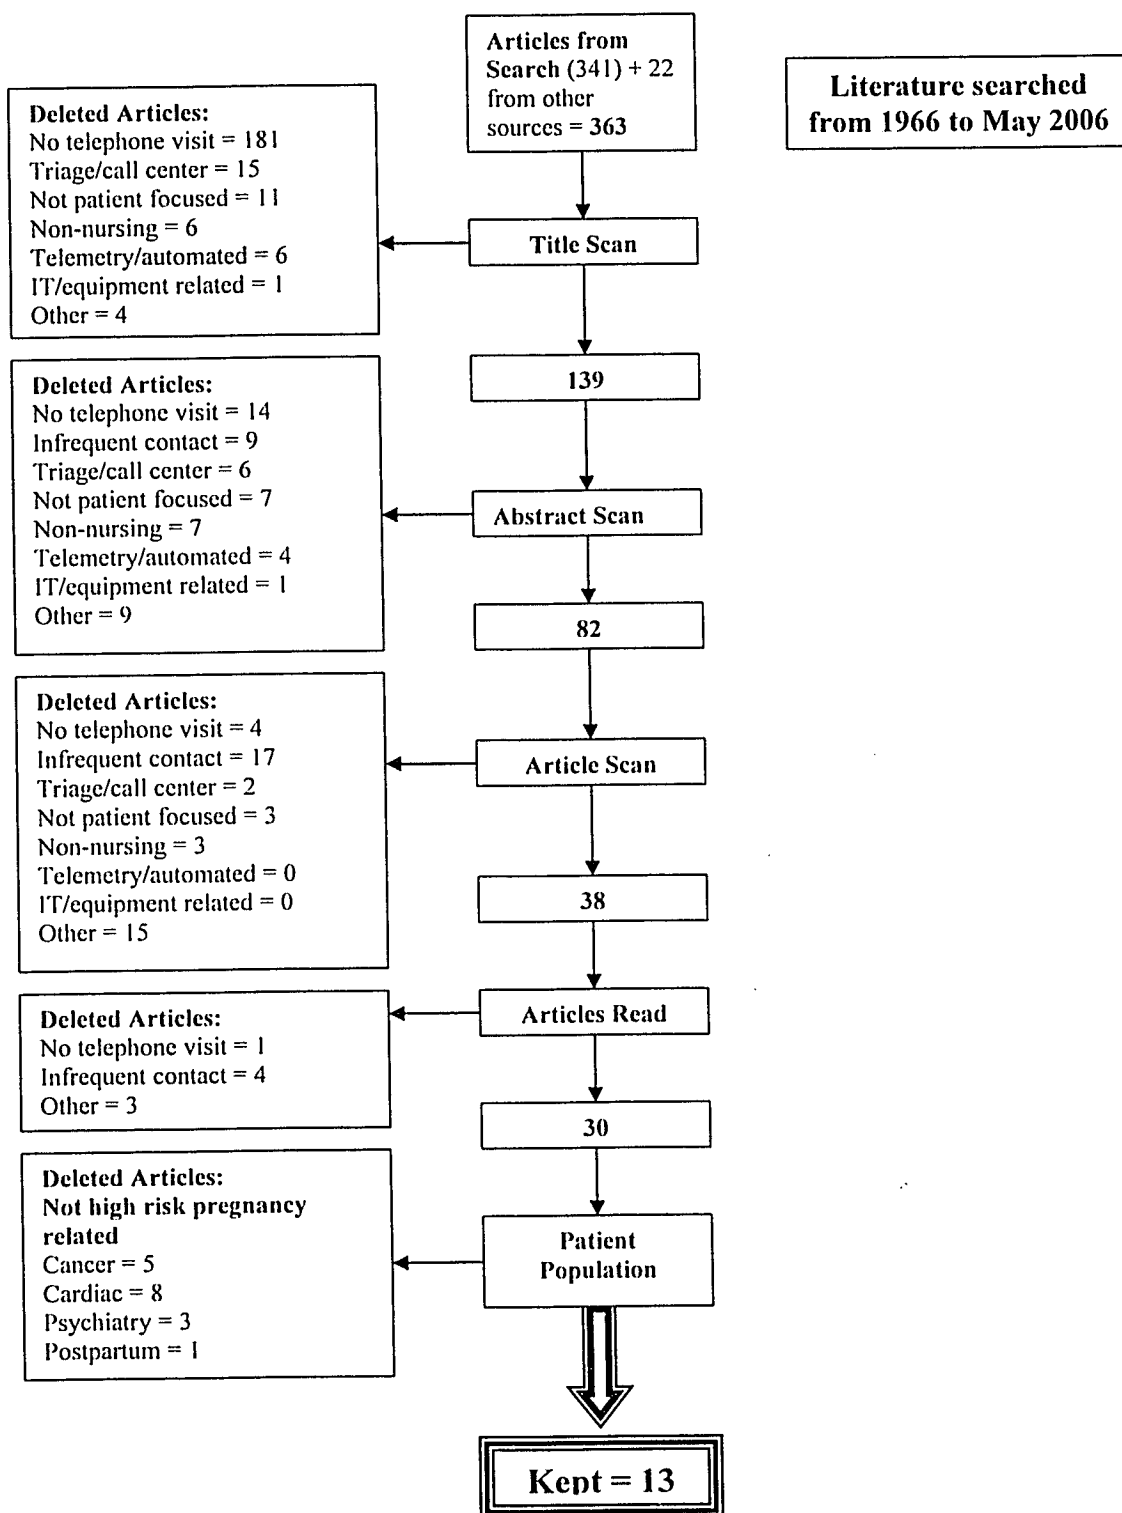 Articles from
Search (341) + 22
from other
sources = 363
Literature searched
from 1966 to May 2006
Deleted Articles:
No telephone visit = 181
Triage/call center = 15
Not patient focused = 11
Non-nursing = 6
Telemetry/automated = 6
IT/equipment related = 1
Other = 4
Title Scan
139
Deleted Articles:
No telephone visit = 14
Infrequent contact = 9
Triage/call center = 6
Not patient focused = 7
Non-nursing = 7
Telemetry/automated = 4
IT/equipment related = 1
Other = 9
Abstract Scan
82
Deleted Articles:
No telephone visit = 4
Infrequent contact = 17
Triage/call center = 2
Not patient focused = 3
Non-nursing = 3
Telemetry/automated = 0
IT/equipment related = 0
Other = 15
Article Scan
38
Deleted Articles:
No telephone visit = 1
Infrequent contact = 4
Other = 3
Articles Read
30
Deleted Articles:
Not high risk pregnancy
related
Cancer = 5
Cardiac = 8
Psychiatry = 3
Postpartum = 1
Patient
Population
Kept = 13